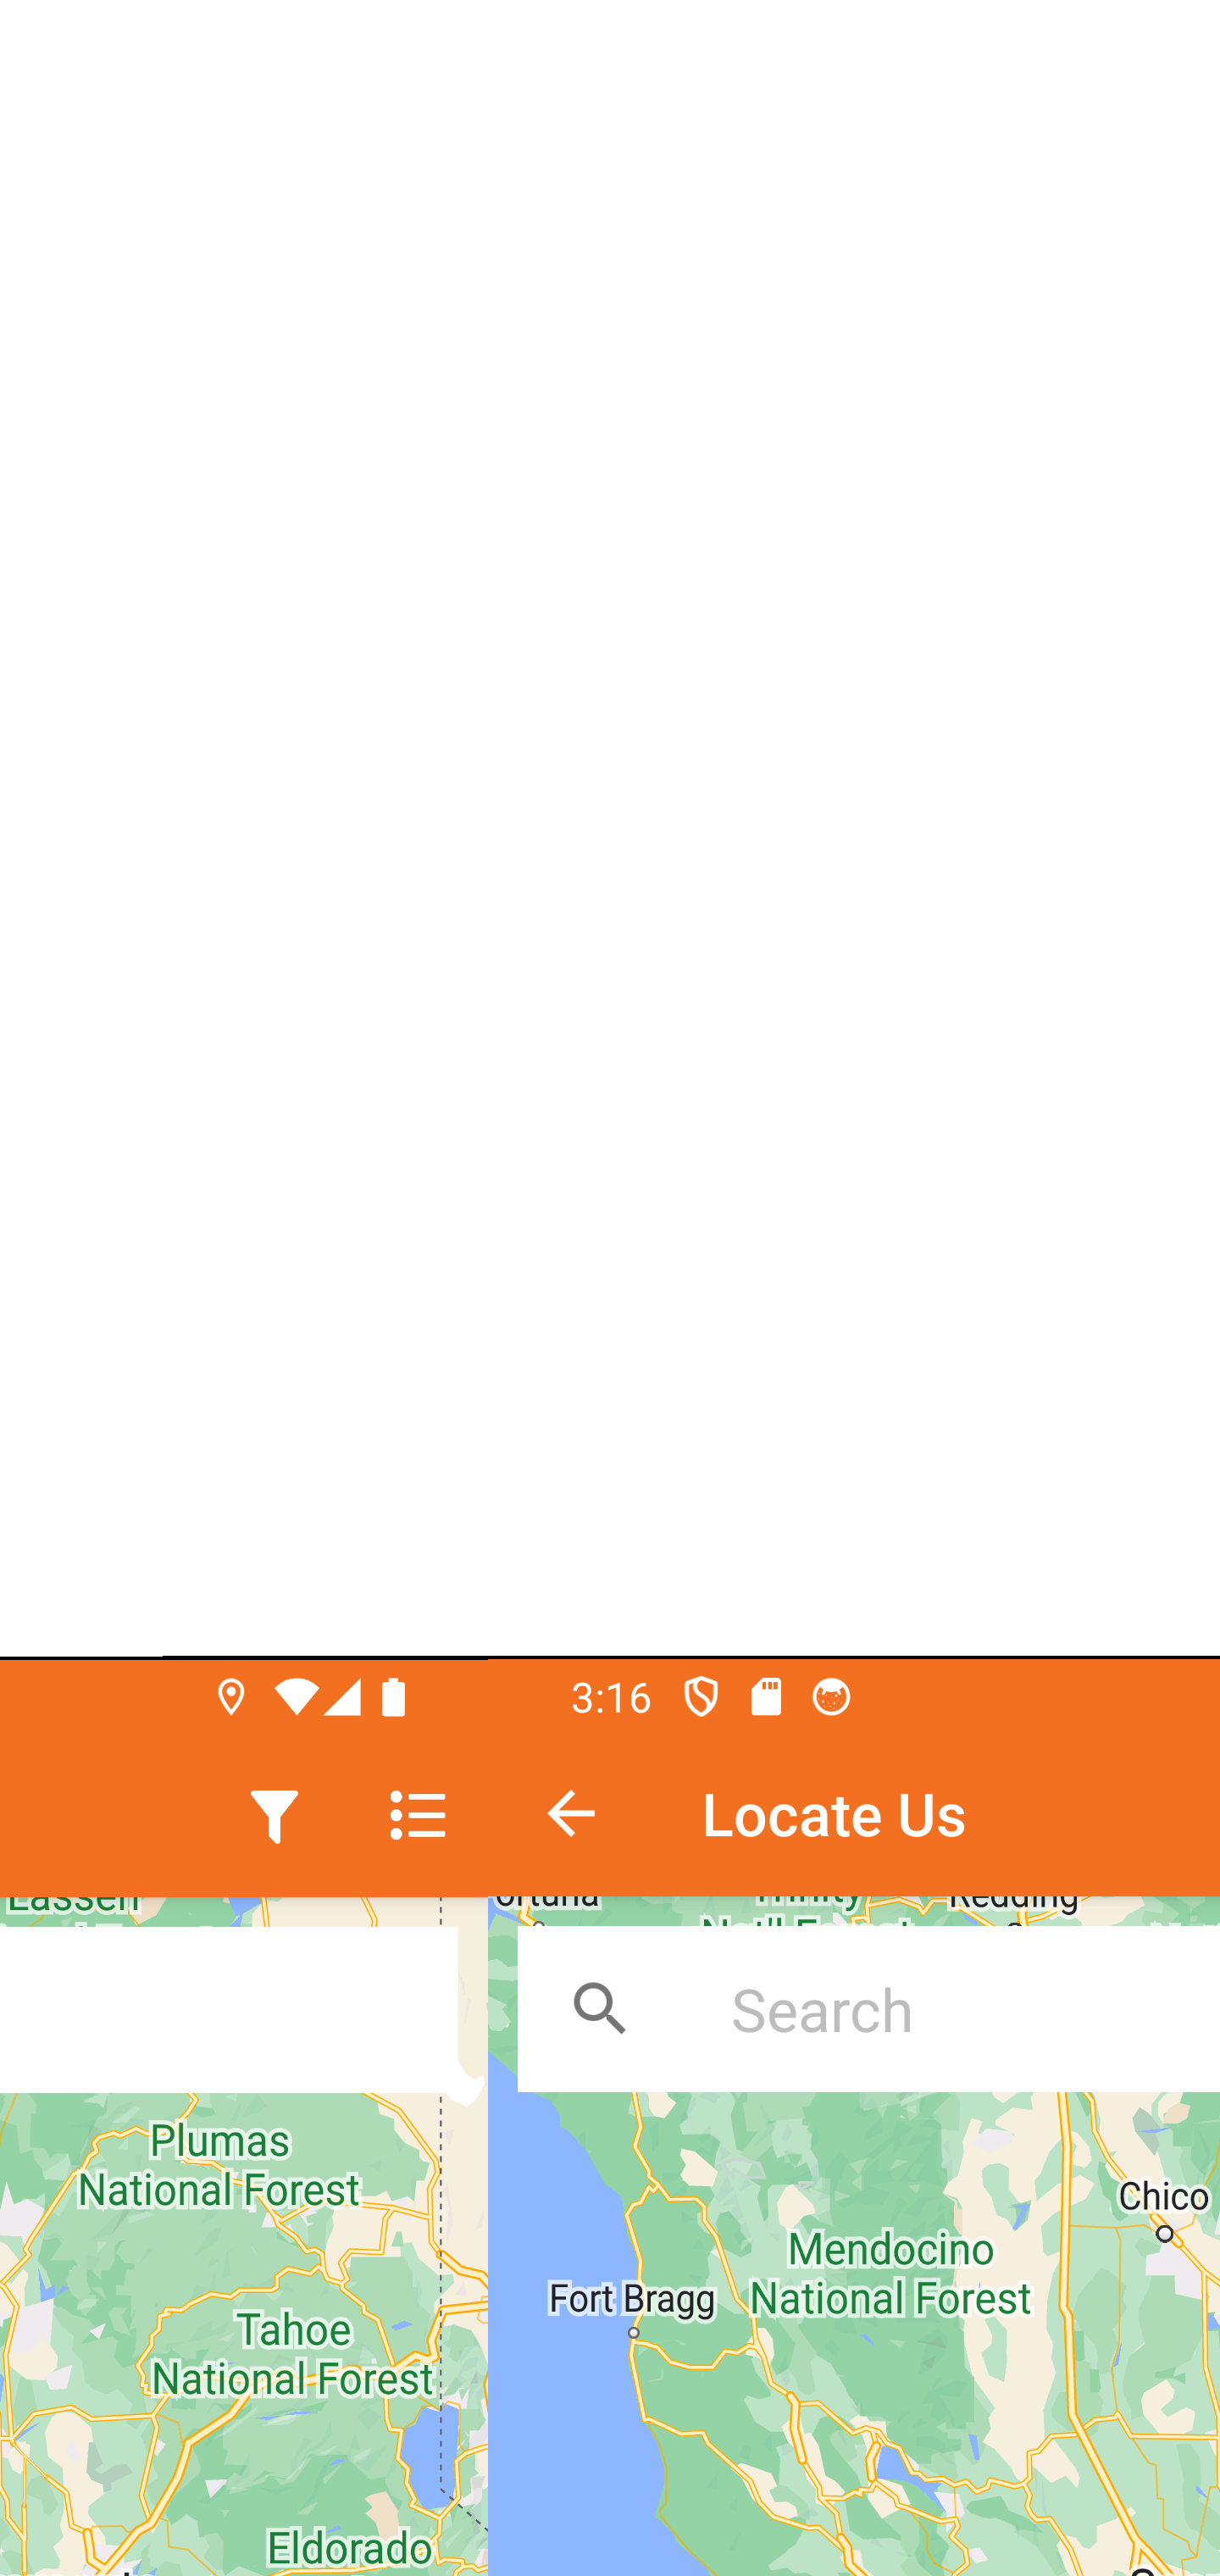 3:16
Locate Us
Lassen
Redding
Search
Plumas
National Forest
Chico
Mendocino
National Forest
Fort Bragg
Tahoe
National Forest
Eldorado